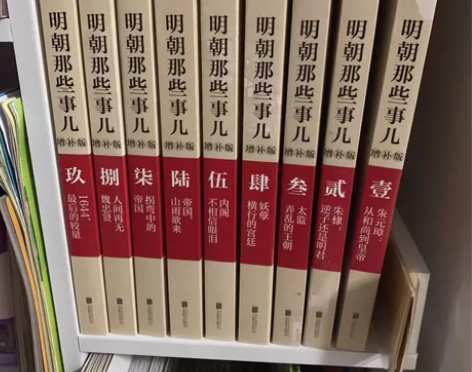 明朝那些事儿
增补版
玖
1644，
最后的较量
明朝那些事儿
增补版
捌
人间再无
魏忠贤
明朝那些事儿
增补版
柒
拐弯中的
帝国
明朝那些事儿
增补版
陆
帝国，
山雨欲来
明朝那些事儿
增补版
伍
内阁
不相信眼泪
明朝那些事儿
增补版
肆
妖孽
横行的宫廷
明朝那些事儿
增补版
叁
太监
弄乱的王朝
明朝那些事儿
增补版
贰
朱棣：
逆子还是明君
明朝那些事儿
增补版
壹
朱元璋：
从和尚到皇帝